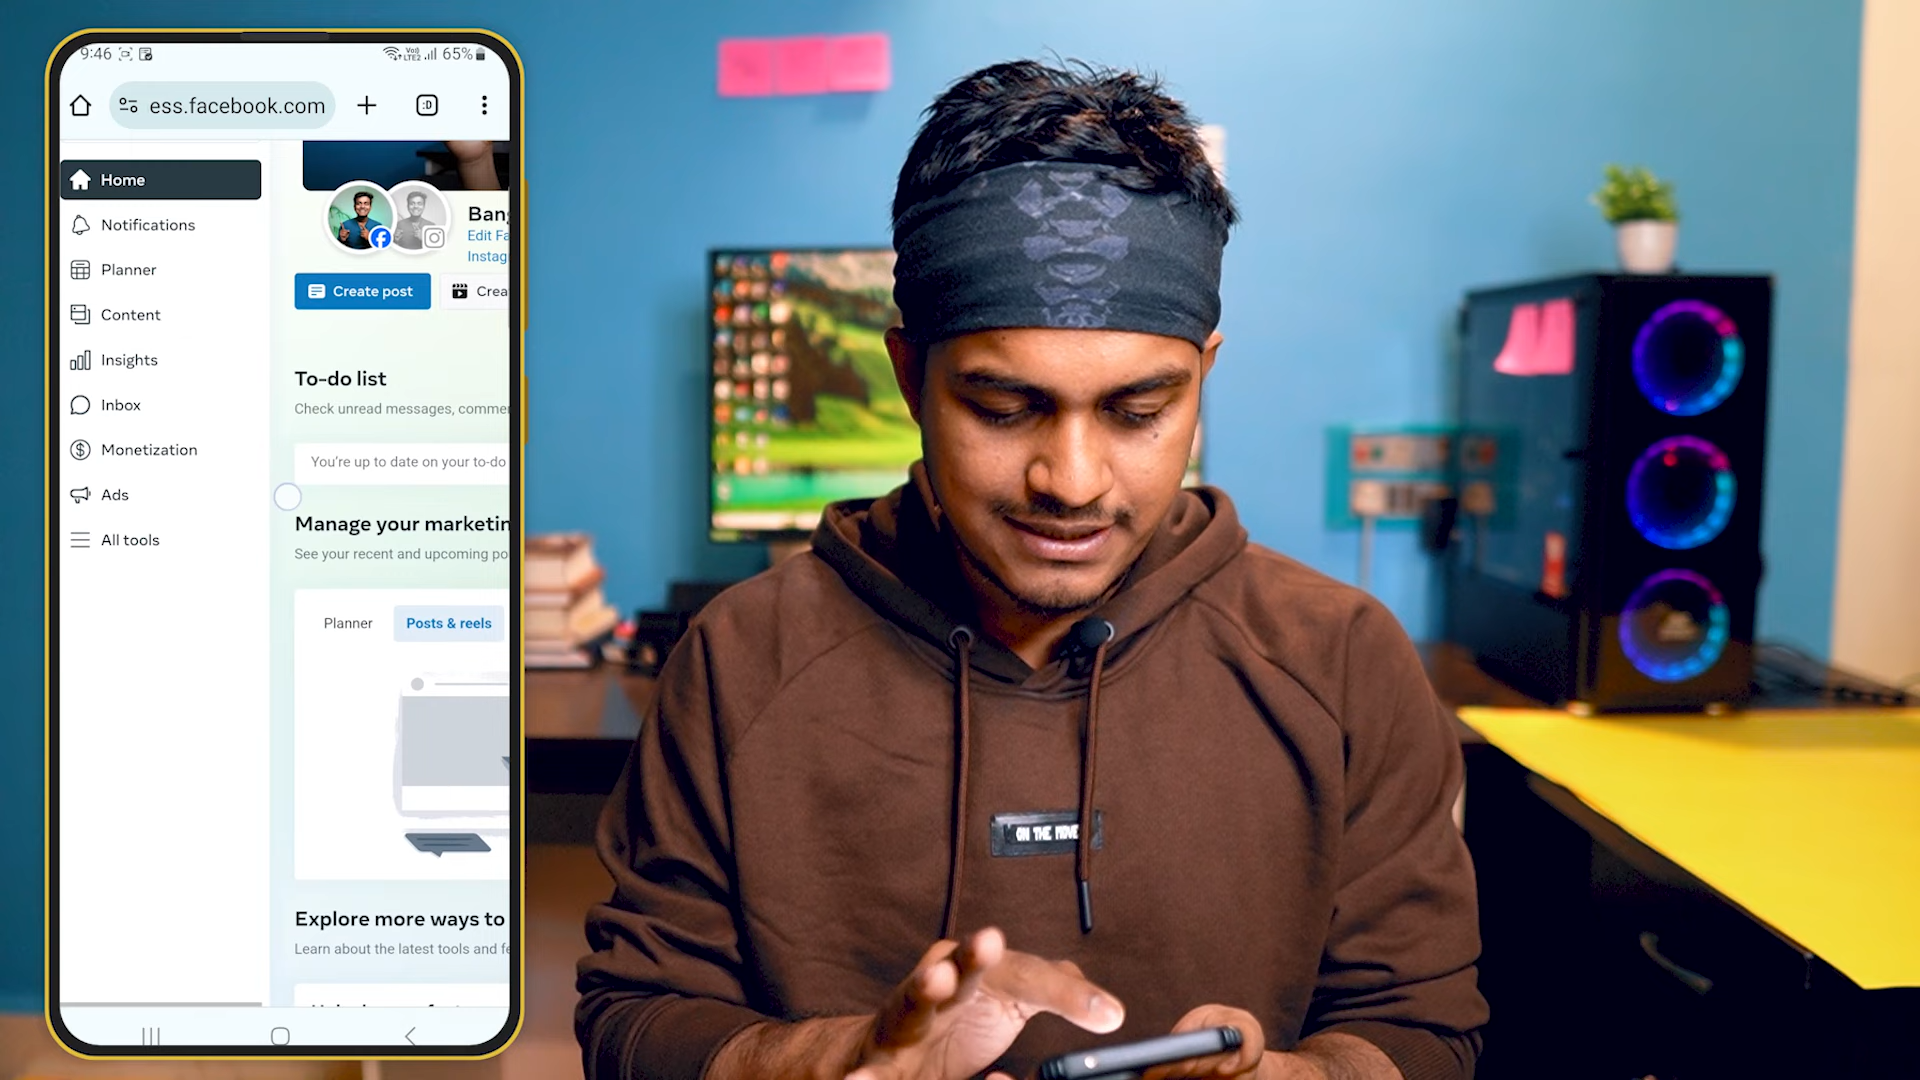 9:46
Vo)
LTE2
65%
ess.facebook.com
:D
Home
Notifications
Planner
Content
Insights
Inbox
Monetization
Ads
All tools
Ban
Edit Fa
Instag
Create post
Crea
To-do list
Check unread messages, comme
You're up to date on your to-do
Manage your marketin
See your recent and upcoming po
Planner
Posts & reels
Explore more ways to
Learn about the latest tools and fe
ON THE MOVE